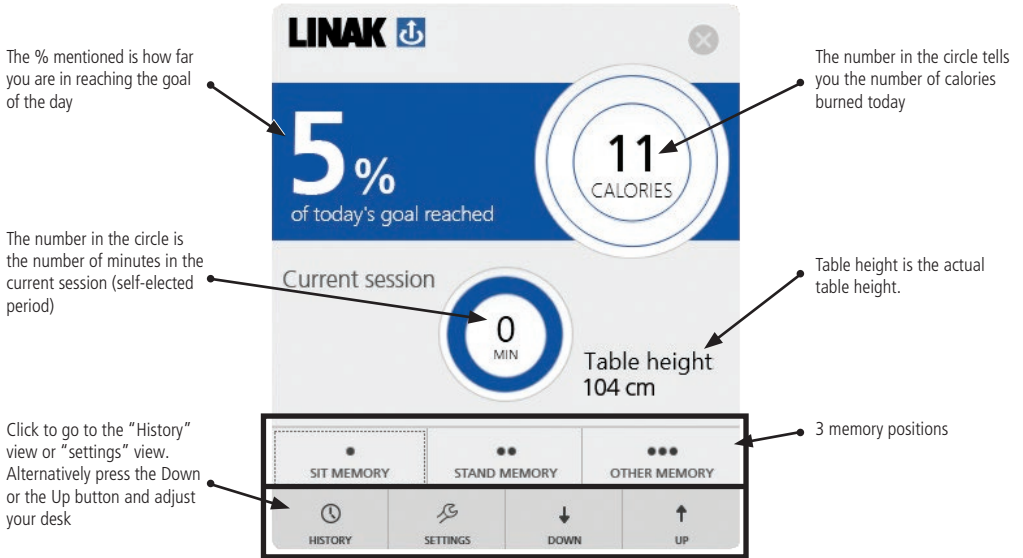 LINAK
The % mentioned is how far
you are in reaching the goal
of the day
The number in the circle tells
you the number of calories
burned today
5 %
of today's goal reached
11
CALORIES
The number in the circle is
the number of minutes in the
current session (self-elected
period)
Current session
0
MIN
Table height is the actual
table height.
Table height
104 cm
Click to go to the “History”
view or “settings” view.
Alternatively press the Down
or the Up button and adjust
your desk
3 memory positions
SIT MEMORY
STAND MEMORY
OTHER MEMORY
HISTORY
SETTINGS
DOWN
UP